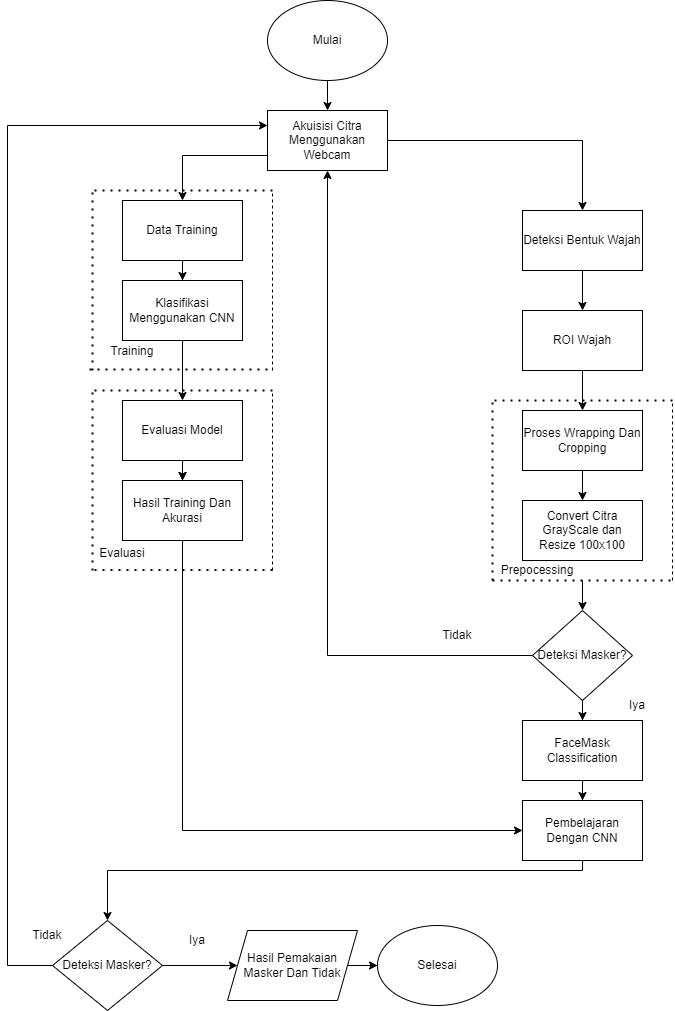 Mulai
Akuisisi Citra
Menggunakan
Webcam
Data Training
Klasifikasi
Menggunakan CNN
Training
Evaluasi Model
Hasil Training Dan
Akurasi
Evaluasi
Deteksi Bentuk Wajah
ROI Wajah
Proses Wrapping Dan
Cropping
Convert Citra
GrayScale dan
Resize 100x100
Prepocessing
Tidak
Deteksi Masker?
Iya
FaceMask
Classification
Pembelajaran
Dengan CNN
Tidak
Deteksi Masker?
Iya
Hasil Pemakaian
Masker Dan Tidak
Selesai